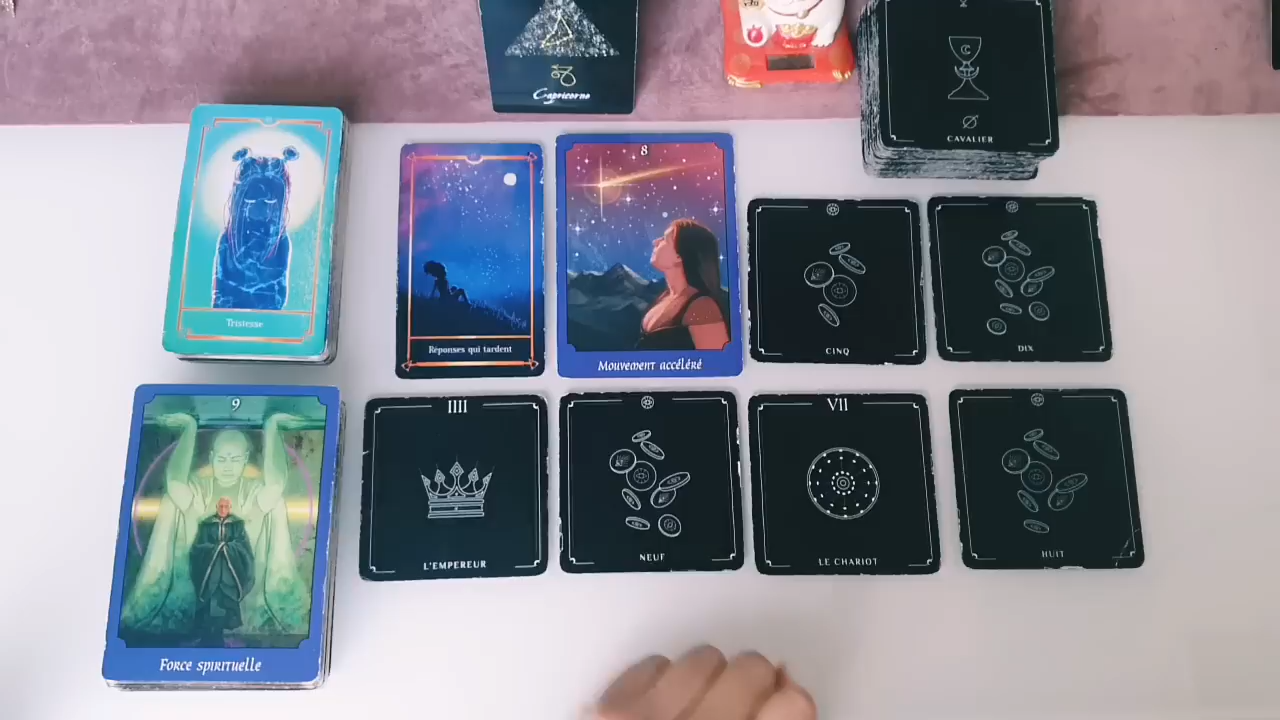 Capricorne
CAVALIER
Tristesse
Réponses qui tardent
8
Mouvement accéléré
CINQ
DIX
9
Force spirituelle
IIII
L'EMPEREUR
NEUF
VII
LE CHARIOT
HUIT